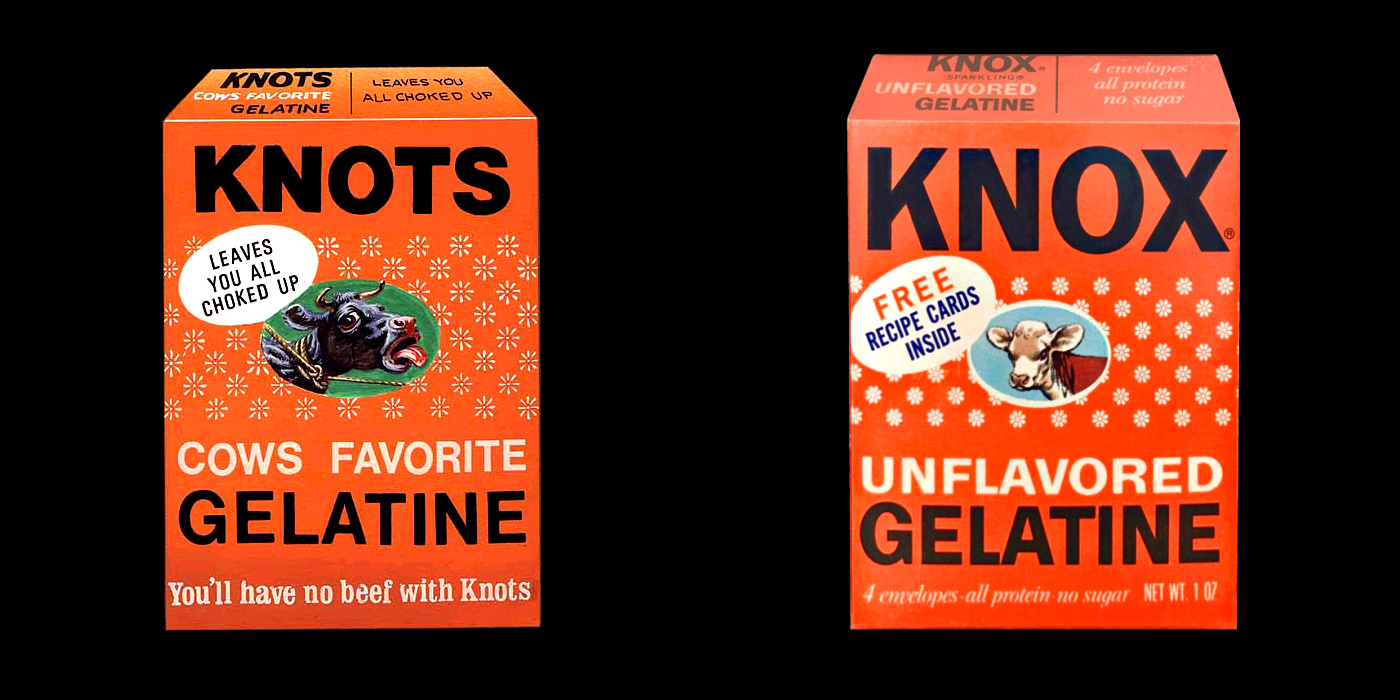 KNOTS
COWS FAVORITE
GELATINE
LEAVES YOU
ALL CHOKED UP
KNOTS
LEAVES
YOU ALL
CHOKED UP
COWS FAVORITE
GELATINE
You'll have no beef with Knots
KNOX®
SPARKLING®
UNFLAVORED
GELATINE
4 envelopes
all protein
no sugar
KNOX®
FREE
RECIPE CARDS
INSIDE
UNFLAVORED
GELATINE
4 envelopes·all protein·no sugar NET WT. 1 OZ